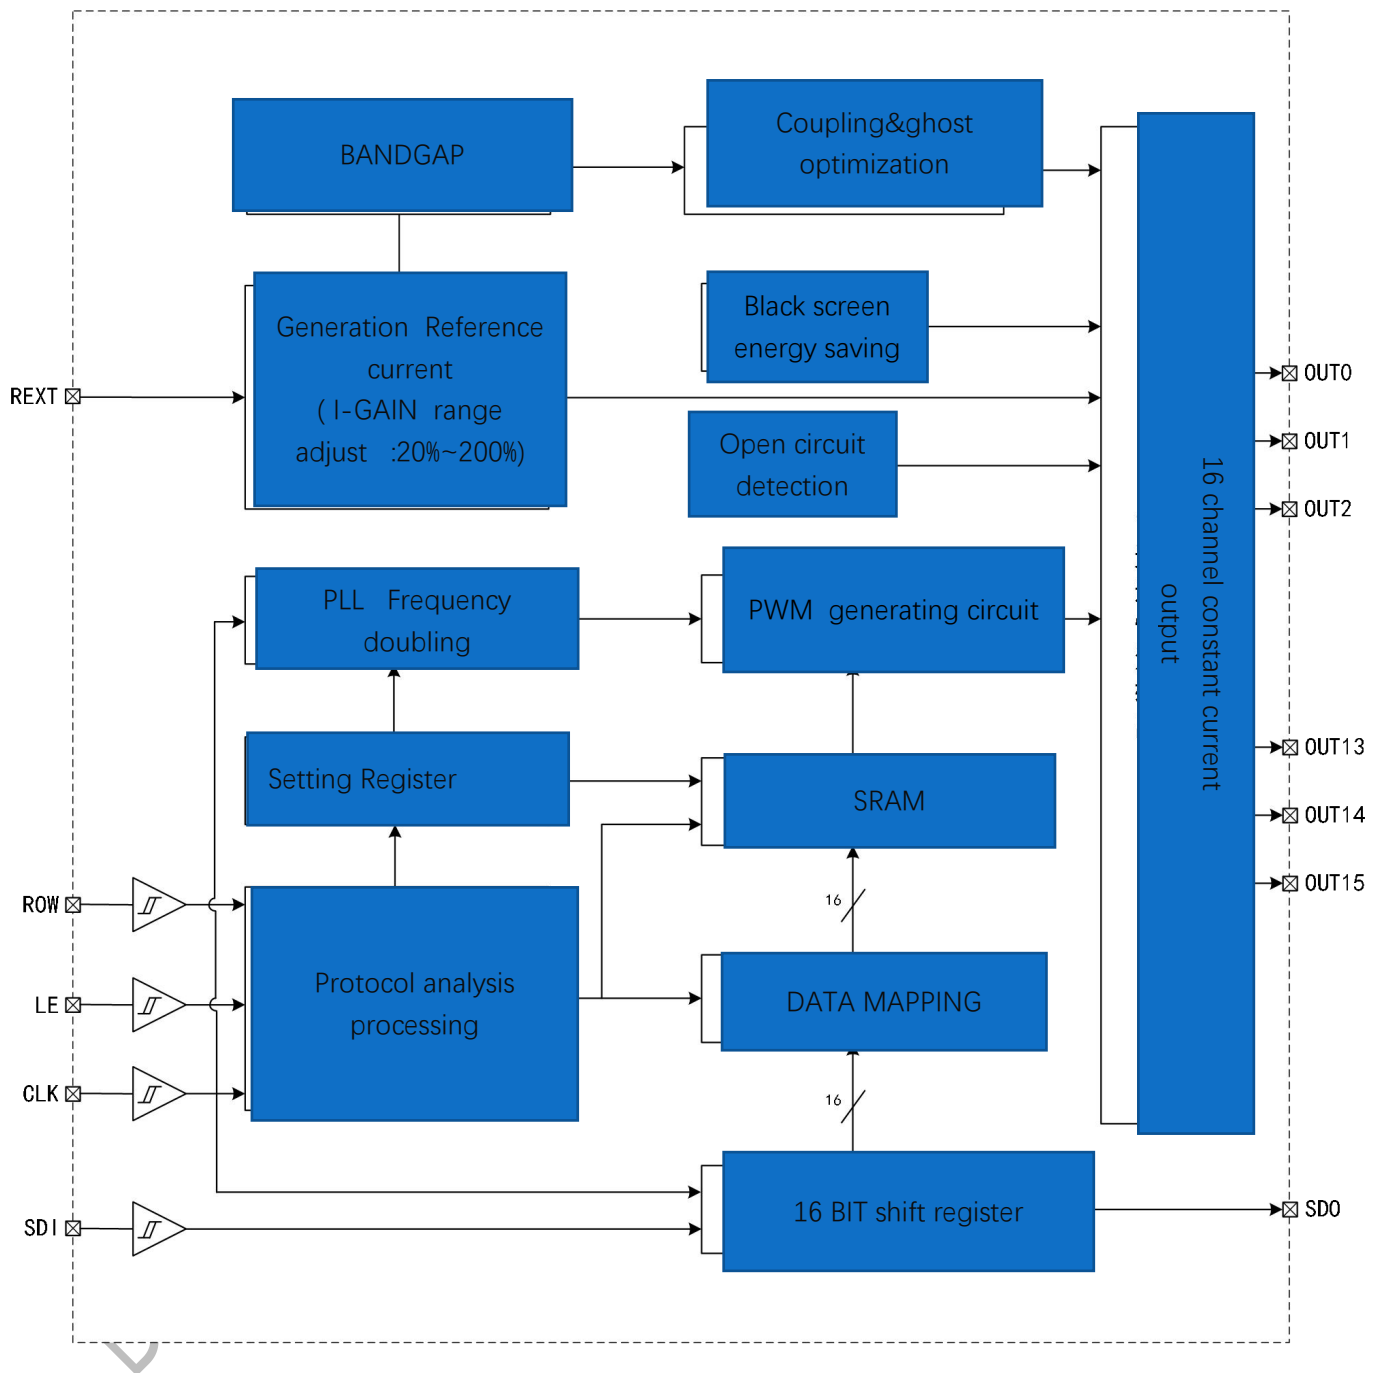 BANDGAP
Coupling&ghost
optimization
Generation Reference
current
( I-GAIN range
adjust :20%~200%)
Black screen
energy saving
Open circuit
detection
REXT
OUT0
OUT1
OUT2
16 channel constant current
output
PLL Frequency
doubling
PWM generating circuit
Setting Register
SRAM
OUT13
OUT14
OUT15
ROW
LE
CLK
SDI
Protocol analysis
processing
16
DATA MAPPING
16
16 BIT shift register
SDO